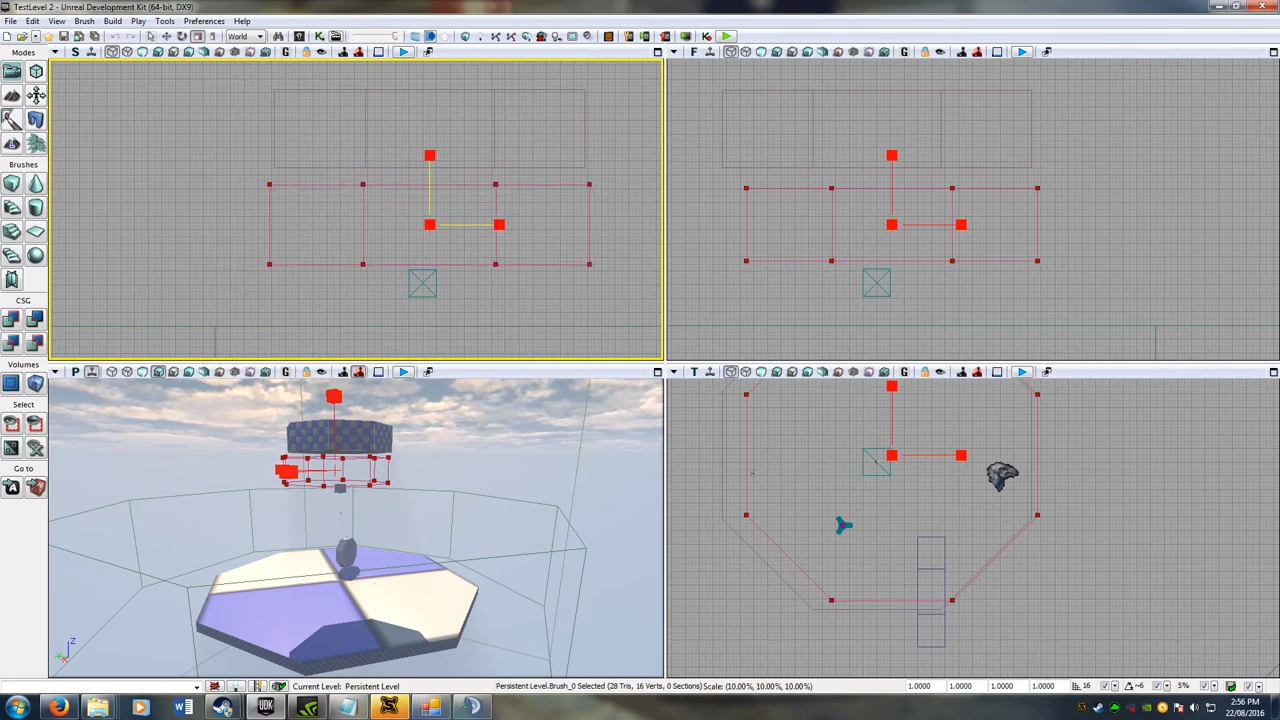 TestLevel 2 - Unreal Development Kit (64-bit, DX9)
File Edit View Brush Build Play Tools Preferences Help
World
Modes
S G
F G
Brushes
CSG
Volumes
P G
T G
Select
Go to
Z
Current Level: Persistent Level
Persistent Level.Brush_0 Selected (28 Tris, 16 Verts, 0 Sections) Scale: (10.00%, 10.00%, 10.00%)
1.0000 1.0000 1.0000 1.0000
16 ~6 5%
UDK
2:56 PM
22/08/2016